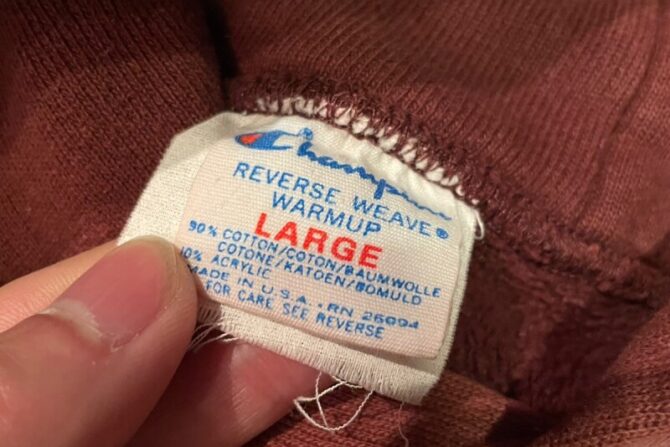 Champion
REVERSE WEAVE®
WARMUP
LARGE
90% COTTON/COTON/BAUMWOLLE
COTONE/KATOEN/BOMULD
10% ACRYLIC
MADE IN U.S.A. · RN 26094
FOR CARE SEE REVERSE